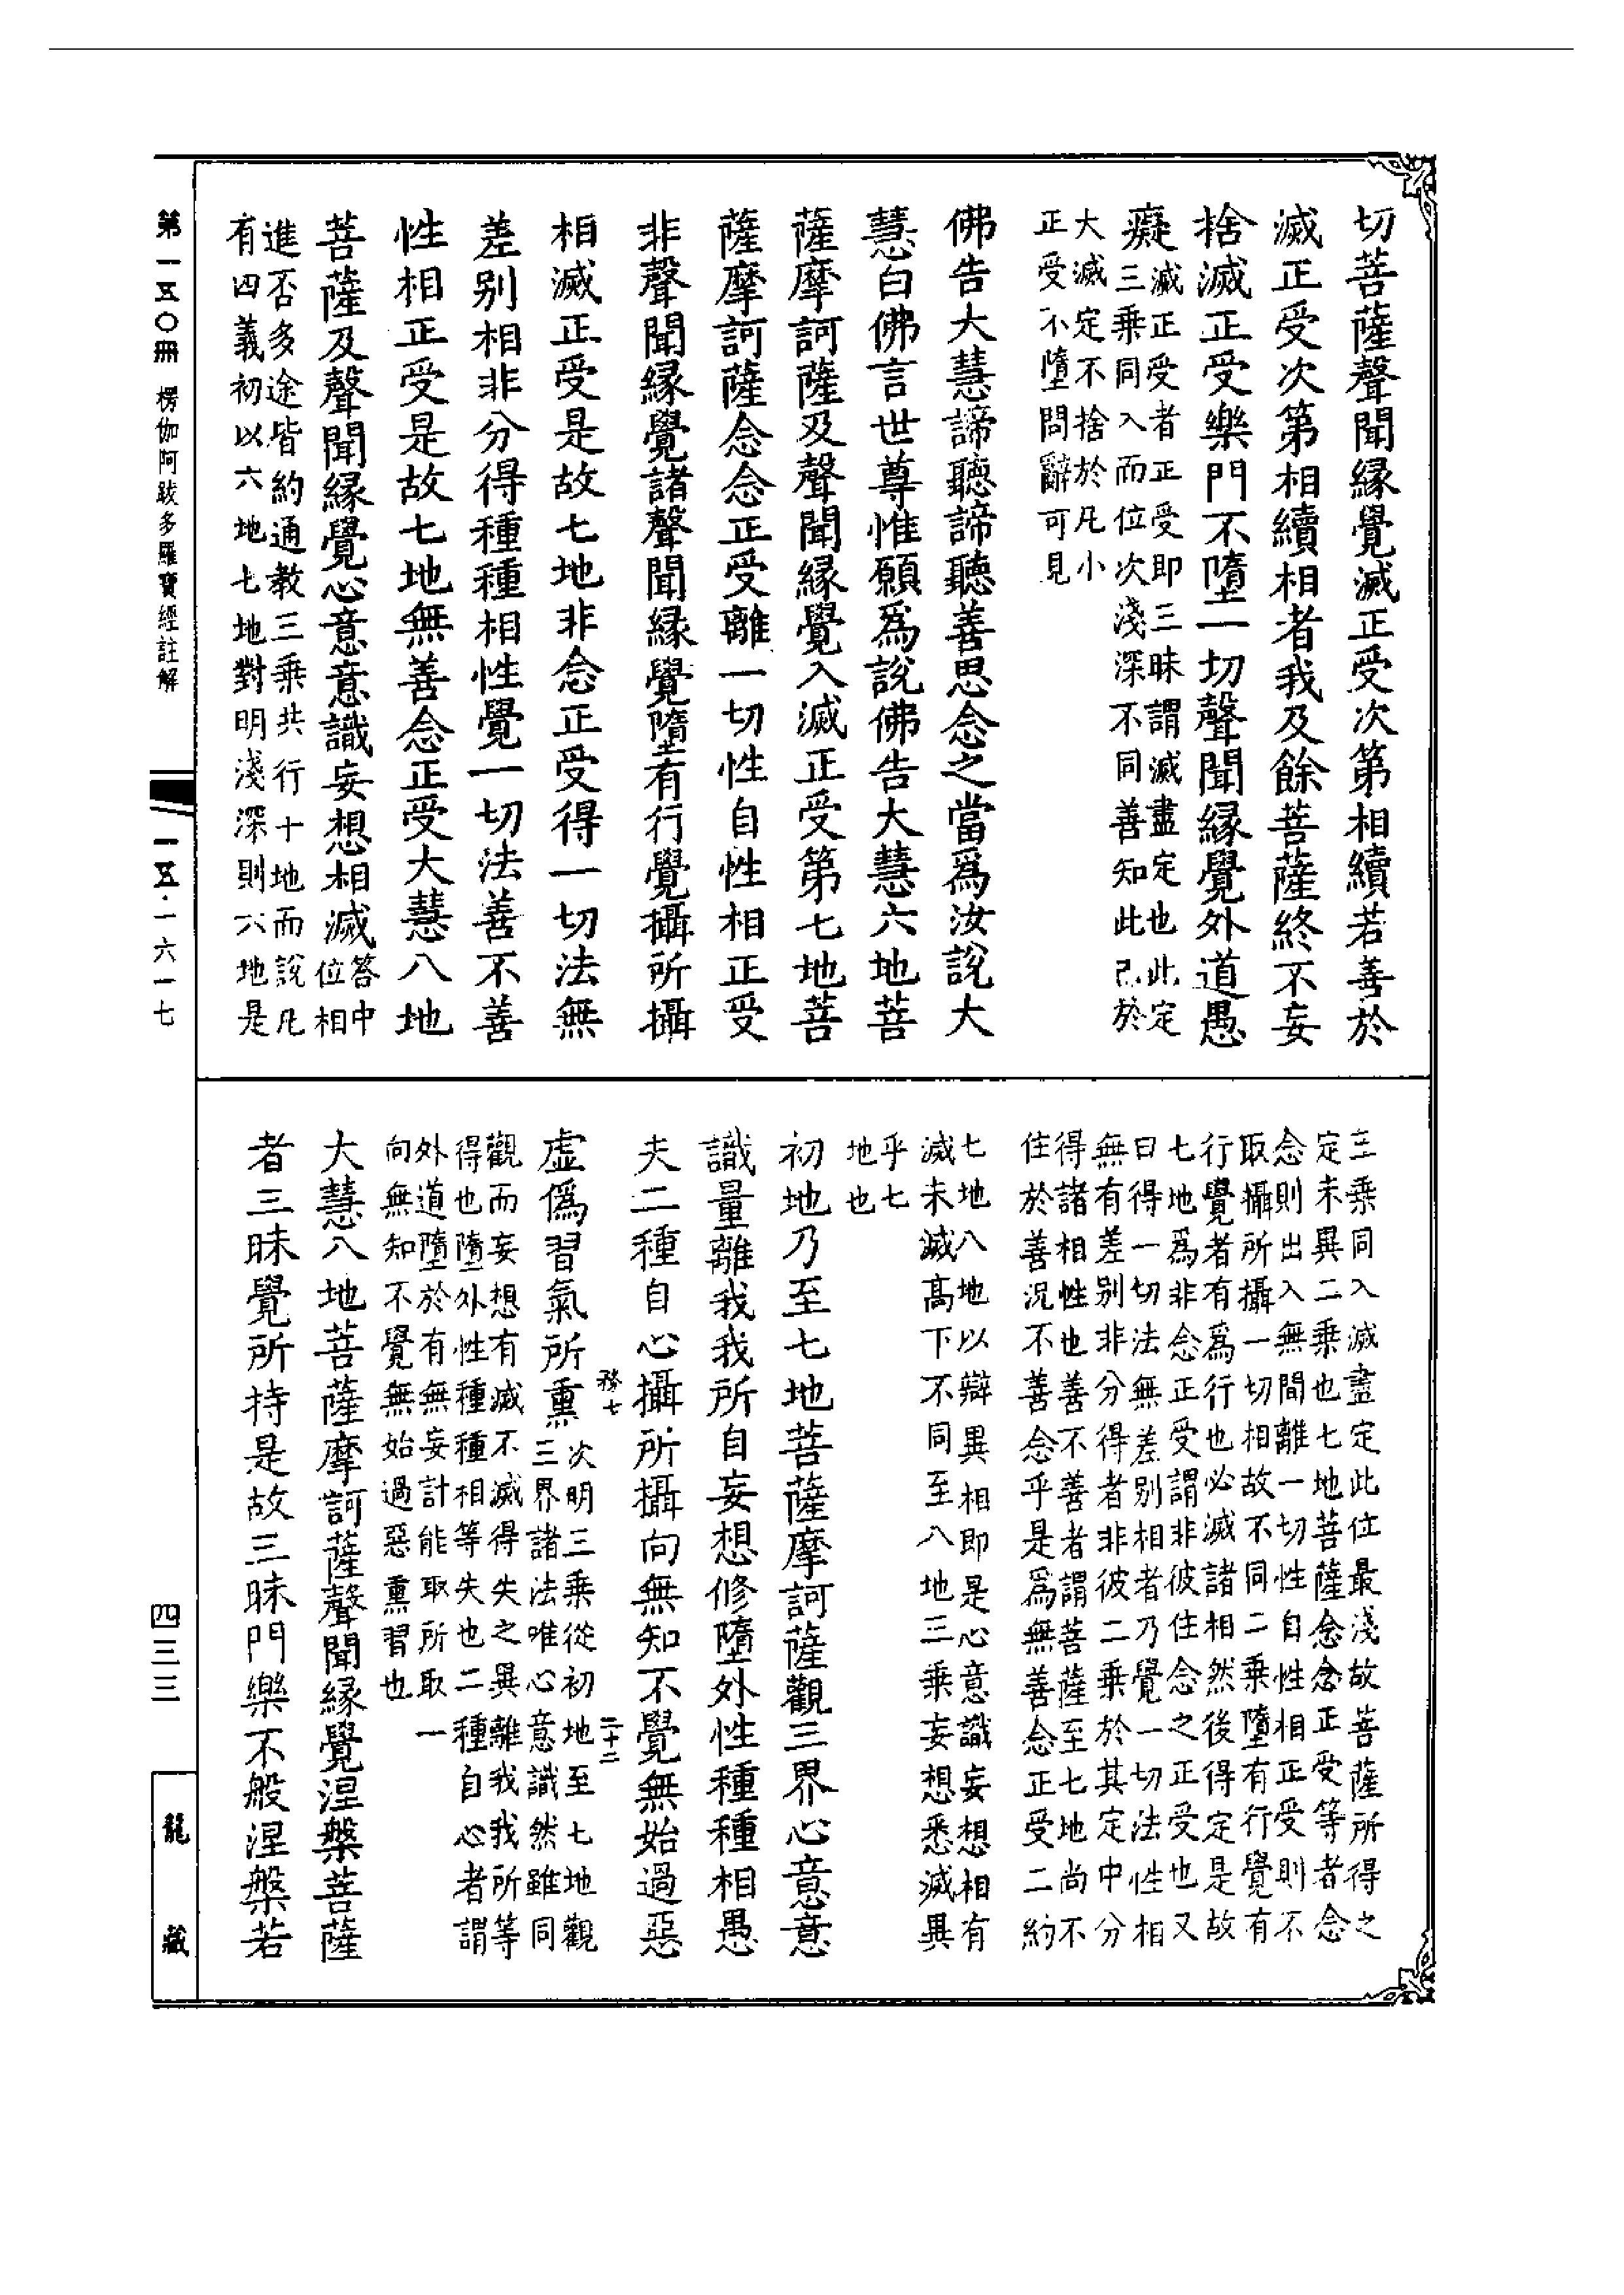 切菩薩聲聞緣覺滅正受次第相續若善於
滅正受次第相續相者我及餘菩薩終不妄
捨滅正受樂門不墮一切聲聞緣覺外道愚
癡
滅正受者正受即三昧謂滅盡定也此定
三乘同入而位次淺深不同善知此己於
大滅定不捨於凡小
正受不墮問辭可見
佛告大慧諦聽諦聽善思念之當爲汝說大
慧白佛言世尊惟願爲說佛告大慧六地菩
薩摩訶薩及聲聞緣覺入滅正受第七地菩
薩摩訶薩念念正受離一切性自性相正受
非聲聞緣覺諸聲聞緣覺墮有行覺攝所攝
相滅正受是故七地非念正受得一切法無
差別相非分得種種相性覺一切法善不善
性相正受是故七地無善念正受大慧八地
菩薩及聲聞緣覺心意意識妄想相滅
答中
位相
進否多途皆約通教三乘共行十地而說凡
有四義初以六地七地對明淺深則六地是
三乘同入滅盡定此位最淺故菩薩所得之
定未異二乘也七地菩薩念念正受等者念
念則出入無間離一切性自性相正受則不
取攝所攝一切相故不同二乘墮有行覺有
行覺者有爲行也必滅諸相然後得定是故
七地爲非念正受謂非彼住念之正受也又
曰得一切法無差別相者乃覺一切法性相
無有差別非分得者非彼二乘於其定中分
得諸相性也善不善者謂菩薩至七地尚不
住於善況不善念乎是爲無善念正受二約
七地八地以辯異相即是心意識妄想相有
滅未滅高下不同至八地三乘妄想悉滅異
乎七
地也
初地乃至七地菩薩摩訶薩觀三界心意意
識量離我我所自妄想修墮外性種種相愚
夫二種自心攝所攝向無知不覺無始過惡
務七
二十二
虛僞習氣所熏
次明三乘從初地至七地觀
三界諸法唯心意識然雖同
觀而妄想有滅不滅得失之異離我我所等
得也墮外性種種相等失也二種自心者謂
外道墮於有無妄計能取所取一
向無知不覺無始過惡熏習也
大慧八地菩薩摩訶薩聲聞緣覺涅槃菩薩
者三昧覺所持是故三昧門樂不般涅槃若
第一五〇冊
楞伽阿跋多羅寶經註解
一五·一六一七
四三三
龍藏